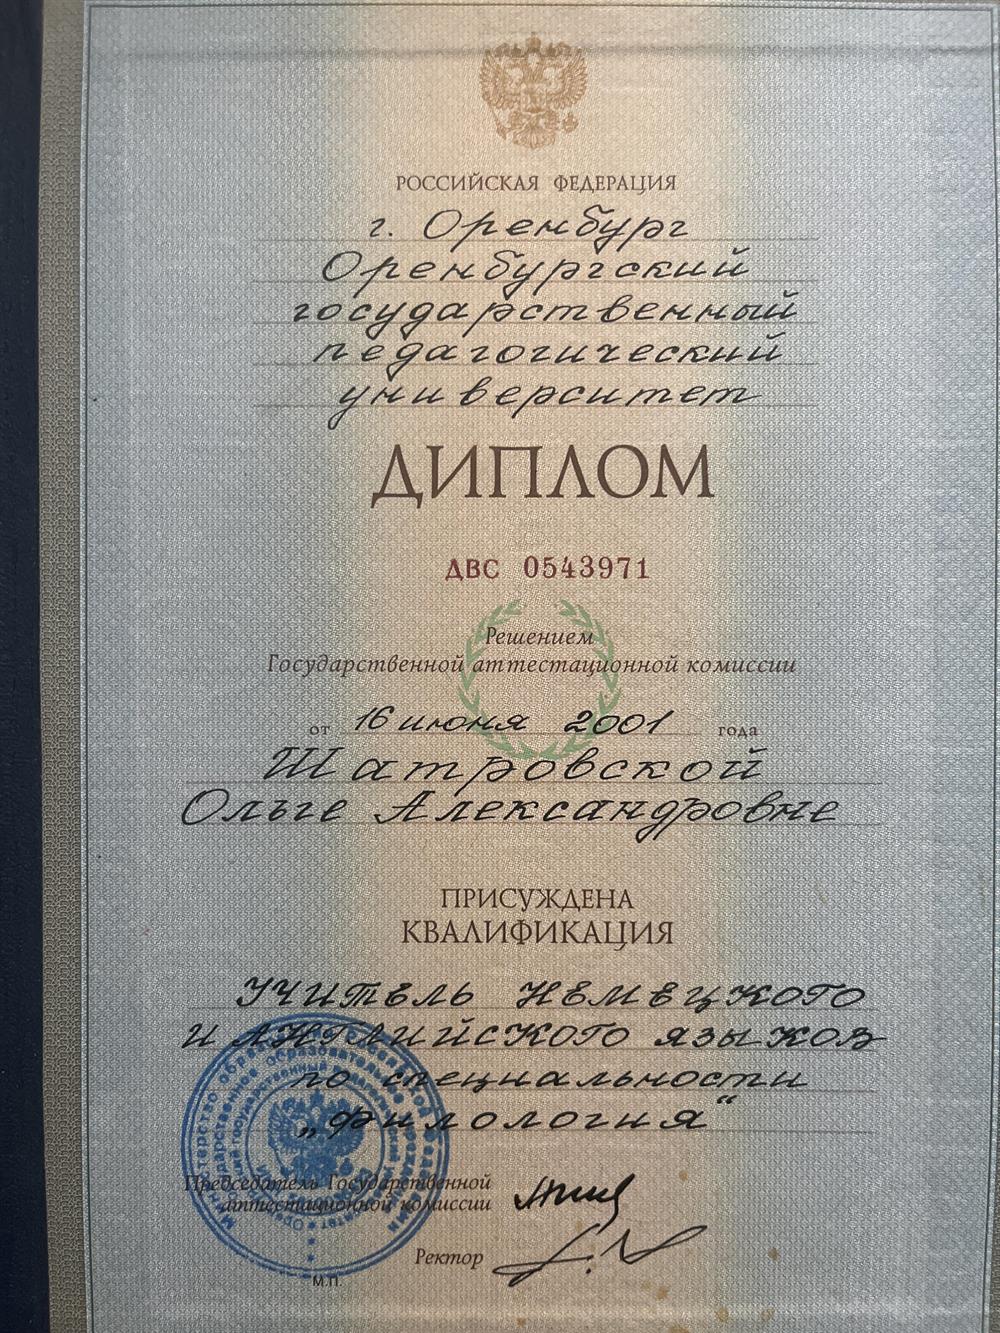 РОССИЙСКАЯ ФЕДЕРАЦИЯ
г. Оренбург
Оренбургский
государственный
педагогический
университет
ДИПЛОМ
ДВС 0543971
Решением
Государственной аттестационной комиссии
от 16 июня 2001 года
Шатровской
Ольге Александровне
ПРИСУЖДЕНА
КВАЛИФИКАЦИЯ
УЧИТЕЛЬ НЕМЕЦКОГО
И АНГЛИЙСКОГО ЯЗЫКОВ
по специальности
„филология“
Председатель Государственной
аттестационной комиссии
Ректор
М.П.